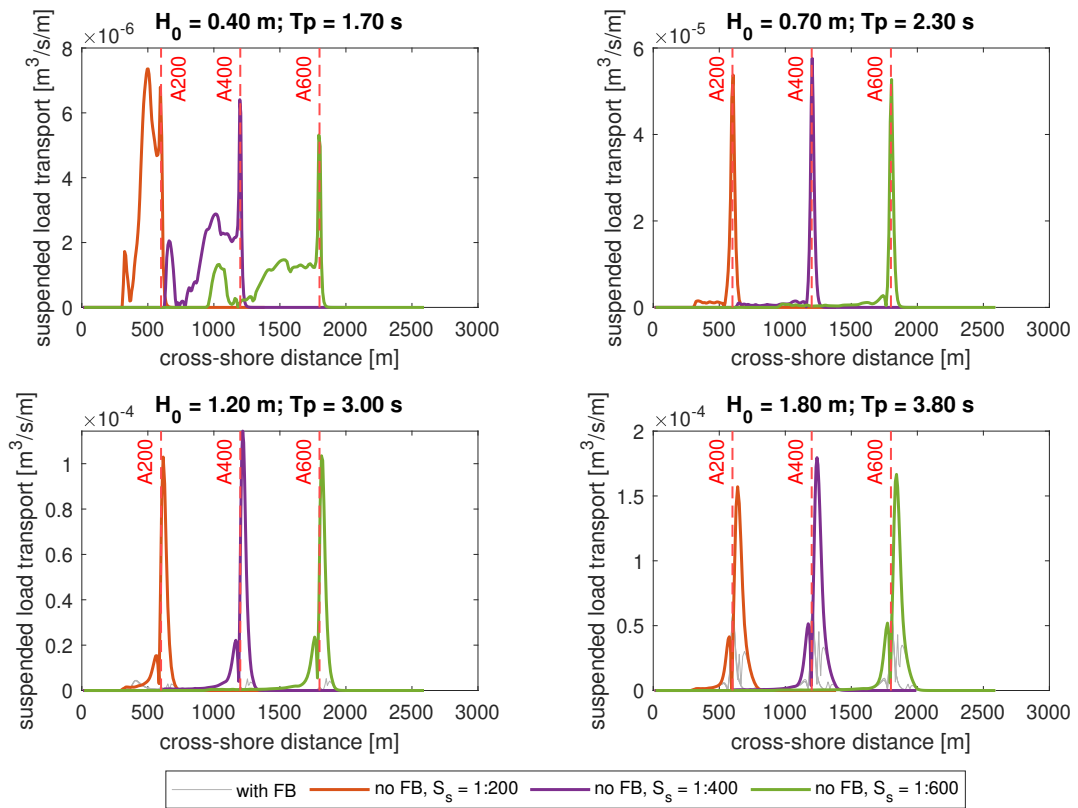 H_0 = 0.40 m; Tp = 1.70 s
×10^-6
suspended load transport [m^3/s/m]
8
6
4
2
0
A200
A400
A600
0 500 1000 1500 2000 2500 3000
cross-shore distance [m]
H_0 = 0.70 m; Tp = 2.30 s
×10^-5
suspended load transport [m^3/s/m]
6
4
2
0
A200
A400
A600
0 500 1000 1500 2000 2500 3000
cross-shore distance [m]
H_0 = 1.20 m; Tp = 3.00 s
×10^-4
suspended load transport [m^3/s/m]
1
0.8
0.6
0.4
0.2
0
A200
A400
A600
0 500 1000 1500 2000 2500 3000
cross-shore distance [m]
H_0 = 1.80 m; Tp = 3.80 s
×10^-4
suspended load transport [m^3/s/m]
2
1.5
1
0.5
0
A200
A400
A600
0 500 1000 1500 2000 2500 3000
cross-shore distance [m]
with FB no FB, S_s = 1:200 no FB, S_s = 1:400 no FB, S_s = 1:600